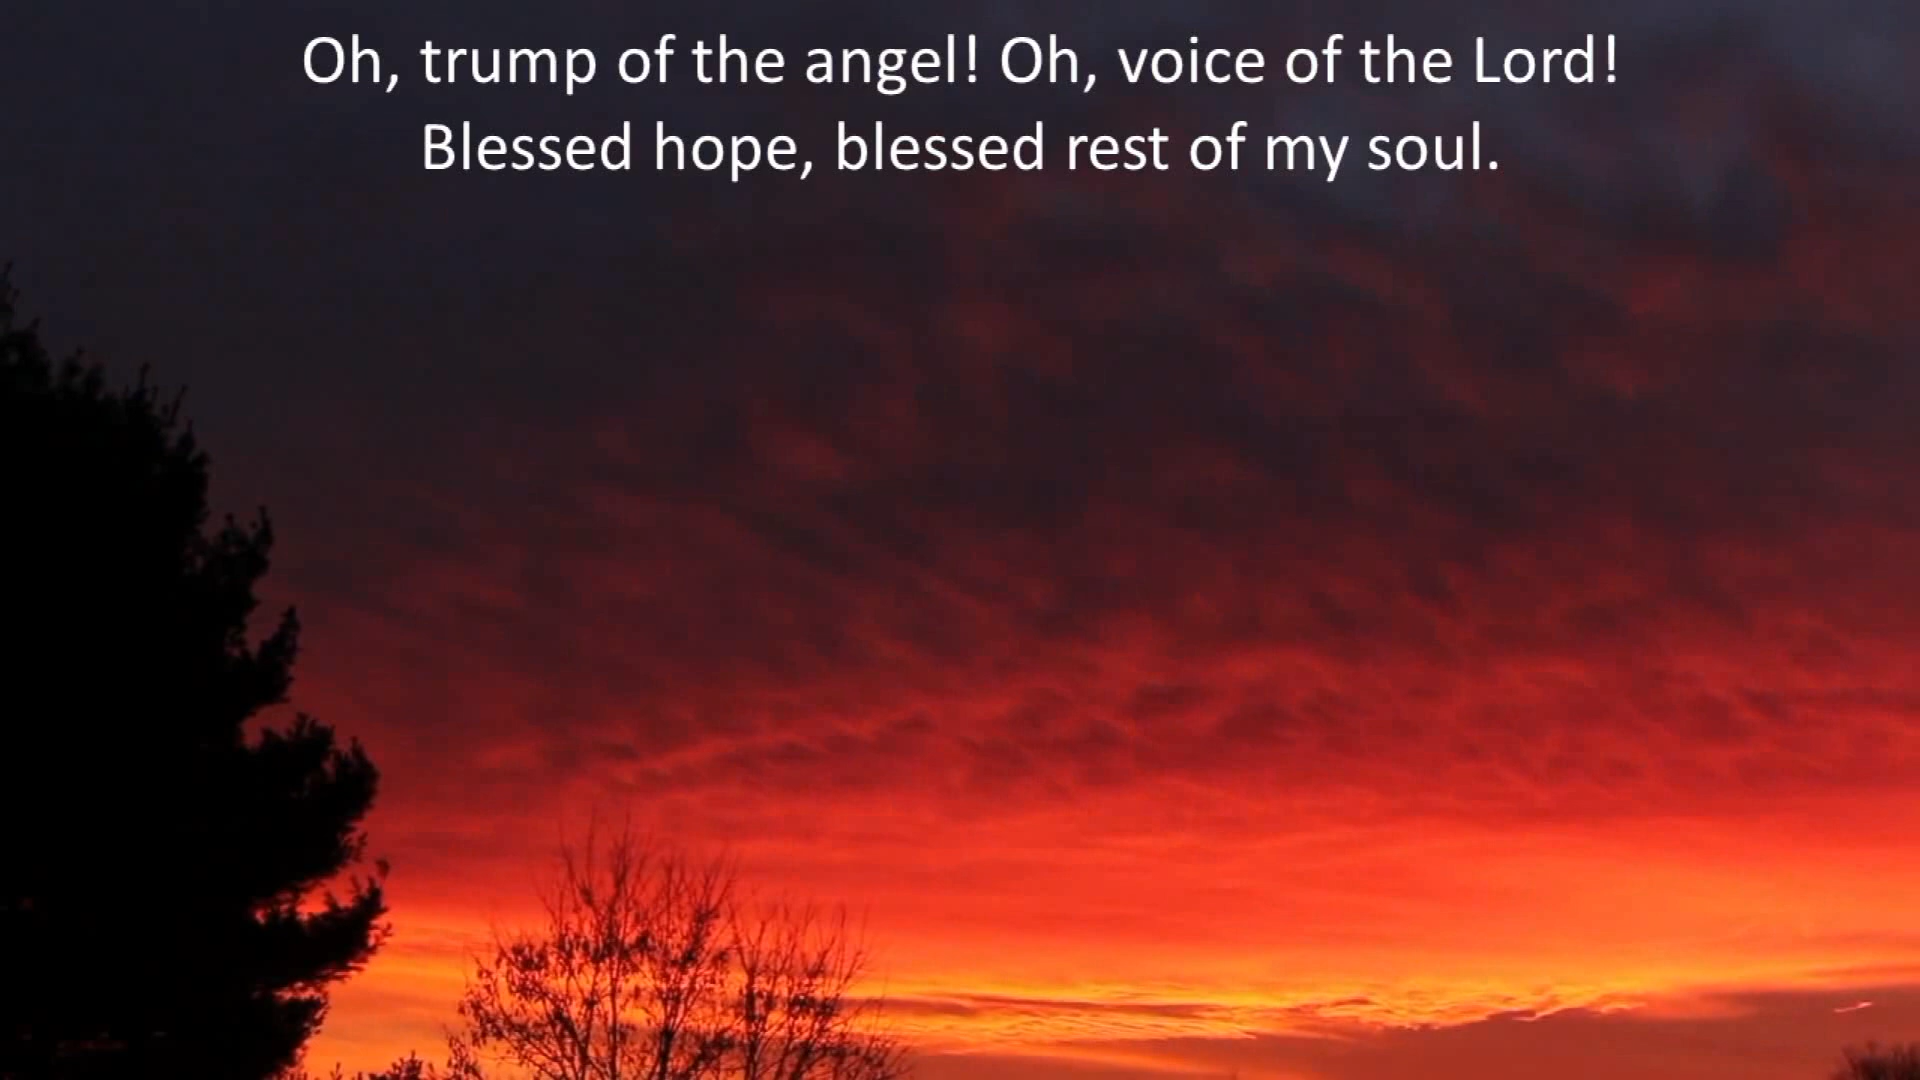 Oh, trump of the angel! Oh, voice of the Lord!
Blessed hope, blessed rest of my soul.